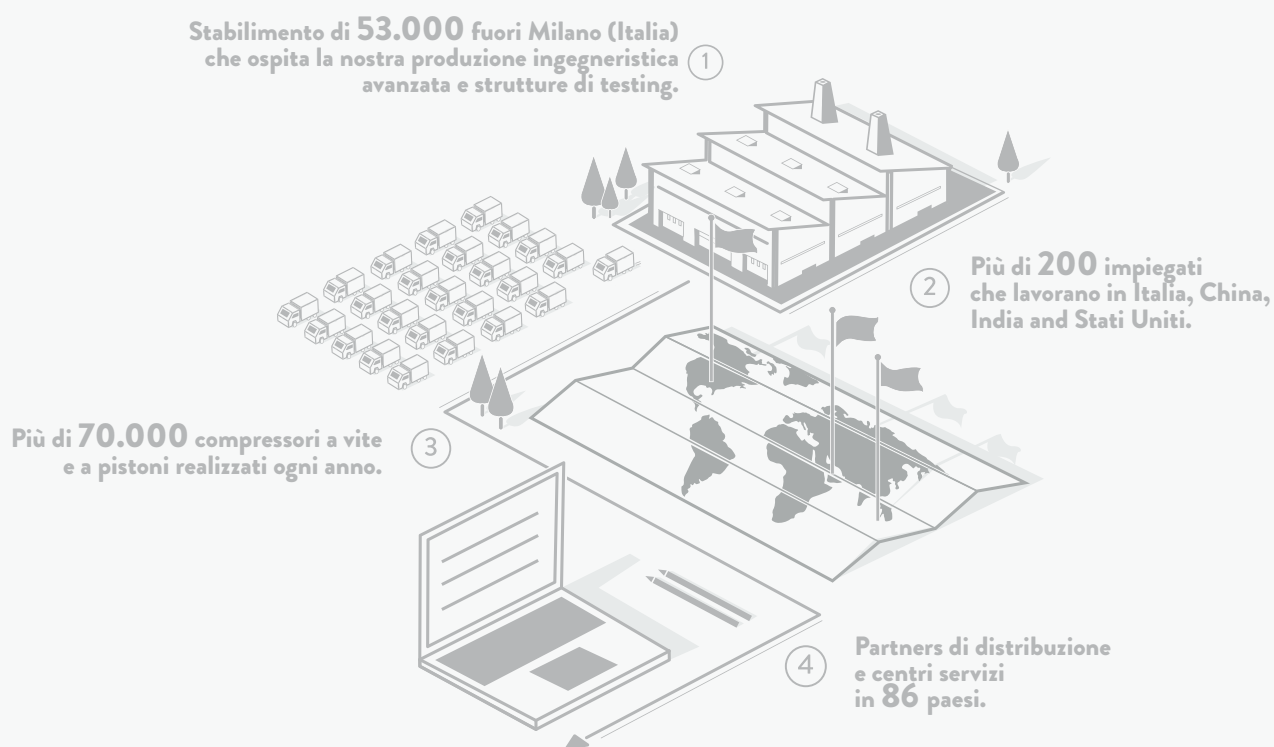 Stabilimento di 53.000 fuori Milano (Italia)
che ospita la nostra produzione ingegneristica
avanzata e strutture di testing.
1
2
Più di 200 impiegati
che lavorano in Italia, China,
India and Stati Uniti.
Più di 70.000 compressori a vite
e a pistoni realizzati ogni anno.
3
4
Partners di distribuzione
e centri servizi
in 86 paesi.